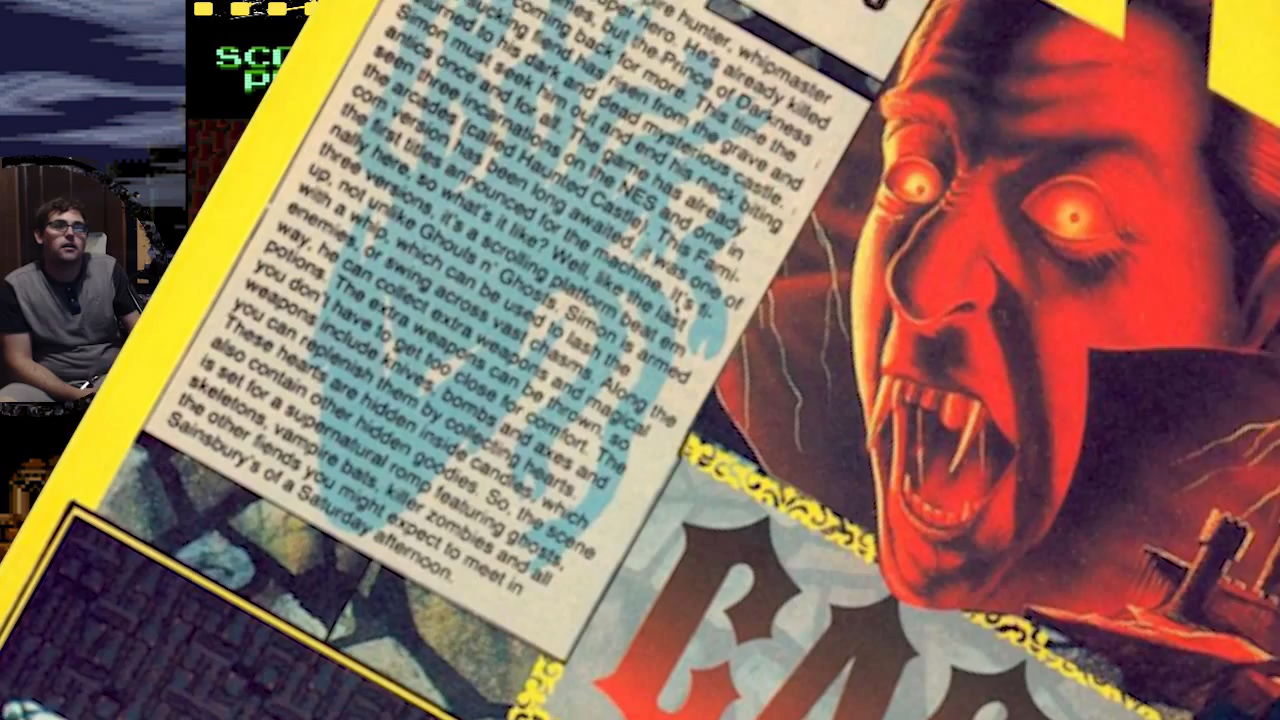 hunter, whipmaster
hero. He's already killed
but the Prince of Darkness
coming back for more. This time the
sucking fiend has risen from the grave and
to his dark and dead mysterious castle.
Simon must seek him out and end his neck biting
antics once and for all. The game has already
seen three incarnations on the NES and one in
the arcades (called Haunted Castle). The Fami-
com version has been long awaited, it was one of
the first titles announced for the machine. It's fi-
nally here, so what's it like? Well, like the last
three versions, it's a scrolling platform beat em
up, not unlike Ghouls n' Ghosts. Simon is armed
with a whip, which can be used to lash the
enemies or swing across vast chasms. Along the
way, he can collect extra weapons and magical
potions. The extra weapons can be thrown, so
you don't have to get too close for comfort. The
weapons include knives, bombs and axes and
you can replenish them by collecting hearts.
These hearts are hidden inside candles, which
also contain other hidden goodies. So, the scene
is set for a supernatural romp featuring ghosts,
skeletons, vampire bats, killer zombies and all
the other fiends you might expect to meet in
Sainsbury's of a Saturday afternoon.